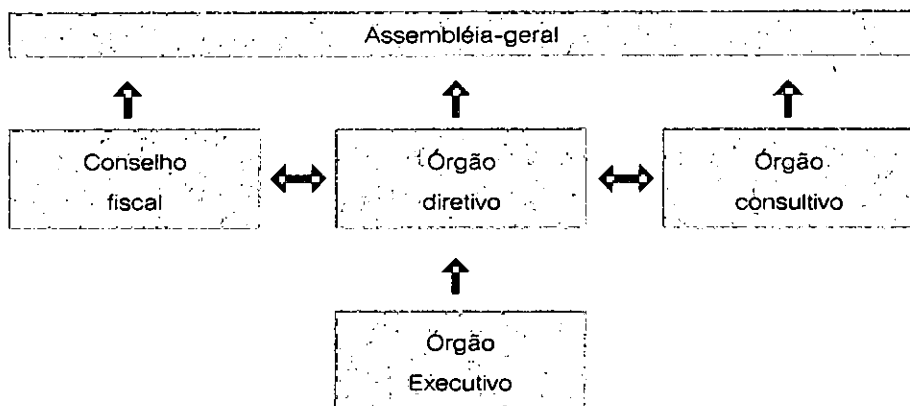 Assembléia-geral
Conselho
fiscal
Órgão
diretivo
Órgão
consultivo
Órgão
Executivo